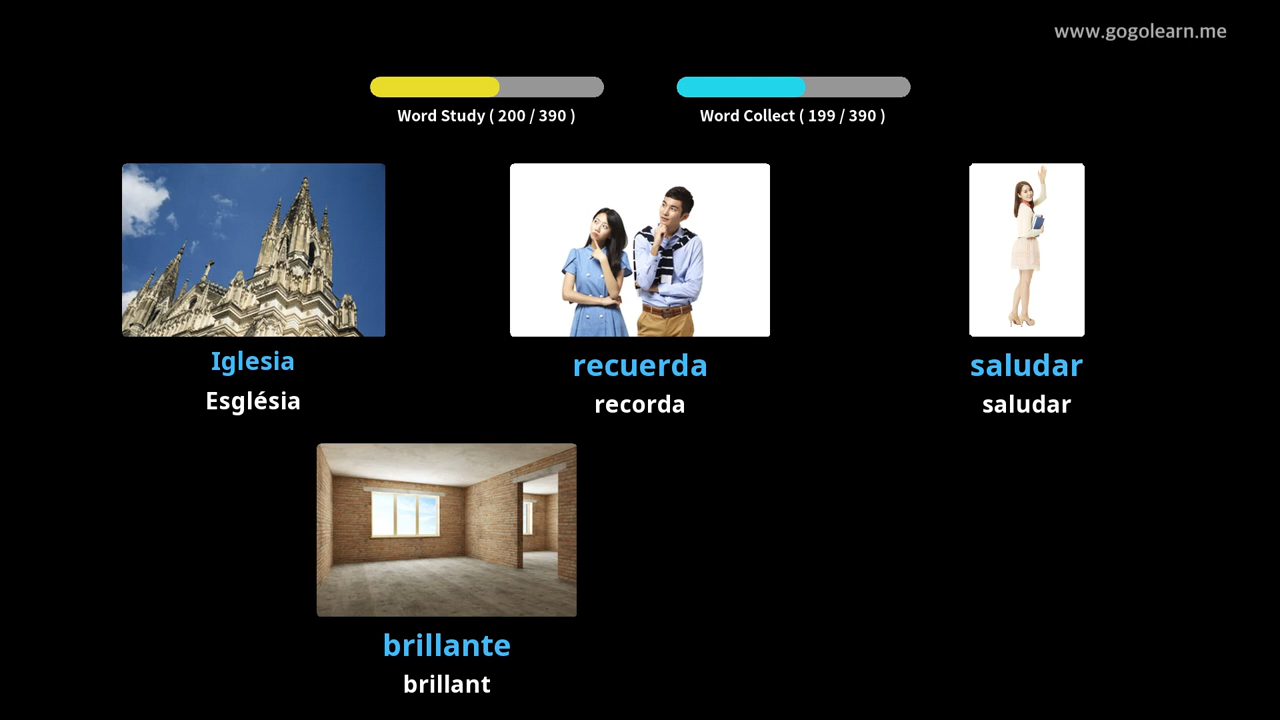 www.gogolearn.me
Word Study ( 200 / 390 )
Word Collect ( 199 / 390 )
Iglesia
Església
recuerda
recorda
saludar
saludar
brillante
brillant